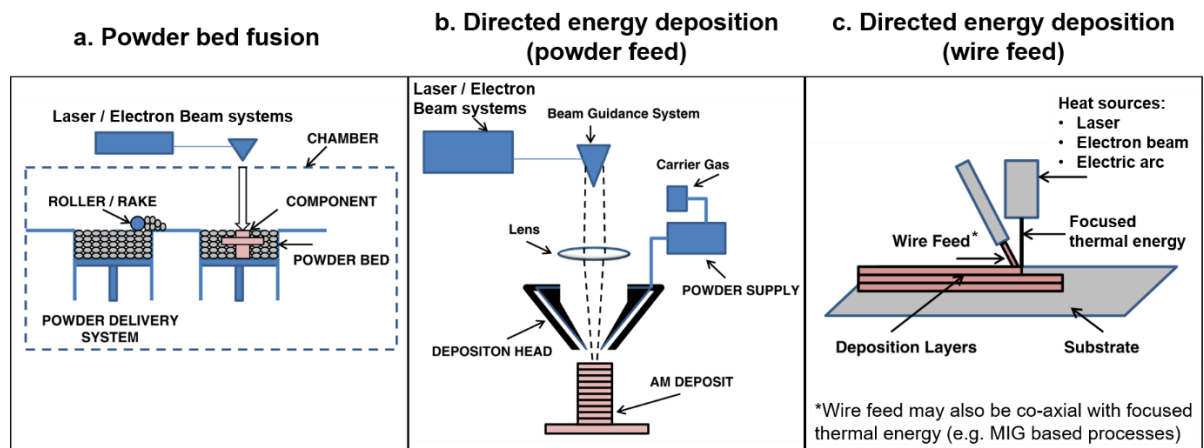 a. Powder bed fusion
Laser / Electron Beam systems
CHAMBER
ROLLER / RAKE
COMPONENT
POWDER BED
POWDER DELIVERY
SYSTEM
b. Directed energy deposition
(powder feed)
Laser / Electron
Beam systems
Beam Guidance System
Carrier Gas
Lens
POWDER SUPPLY
DEPOSITON HEAD
AM DEPOSIT
c. Directed energy deposition
(wire feed)
Heat sources:
• Laser
• Electron beam
• Electric arc
Wire Feed*
Focused
thermal energy
Deposition Layers
Substrate
*Wire feed may also be co-axial with focused
thermal energy (e.g. MIG based processes)